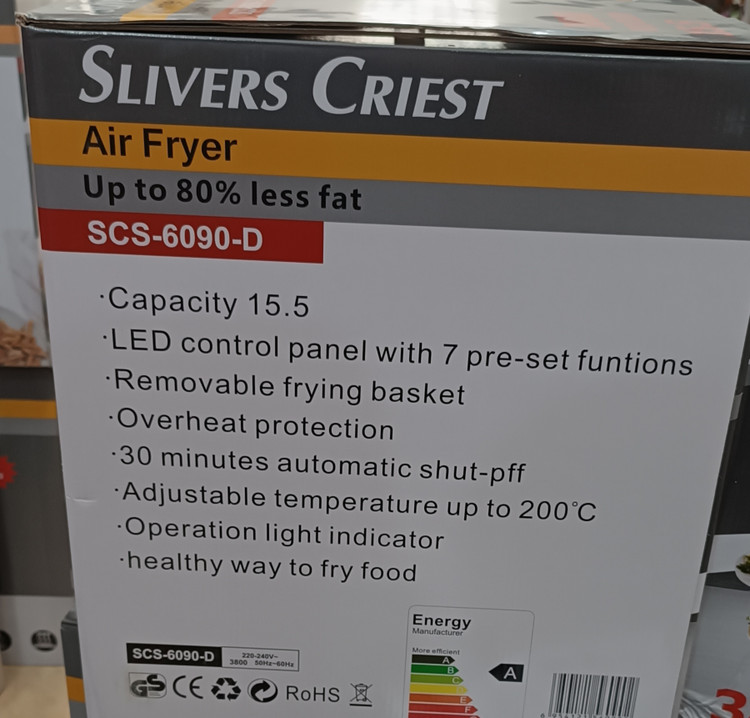 SLIVERS CRIEST
Air Fryer
Up to 80% less fat
SCS-6090-D
·Capacity 15.5
·LED control panel with 7 pre-set funtions
·Removable frying basket
·Overheat protection
·30 minutes automatic shut-pff
·Adjustable temperature up to 200°C
·Operation light indicator
·healthy way to fry food
SCS-6090-D
220-240V~
3800 50Hz~60Hz
GS CE RoHS
Energy
Manufacturer
More efficient
A
B
C
E
F
A
3